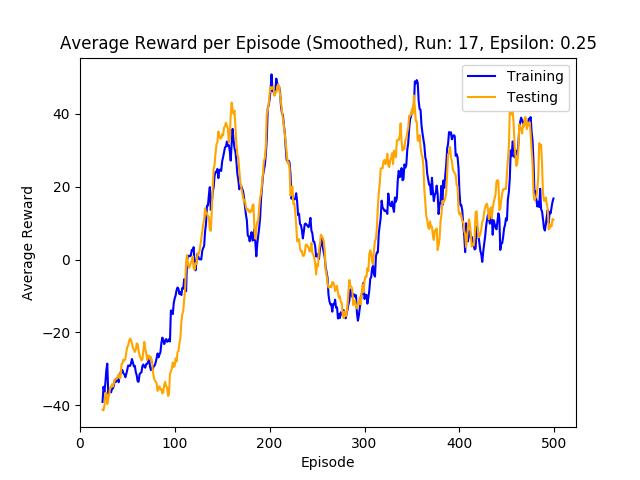 Average Reward per Episode (Smoothed), Run: 17, Epsilon: 0.25
Training
Testing
Average Reward
40
20
0
−20
−40
0 100 200 300 400 500
Episode